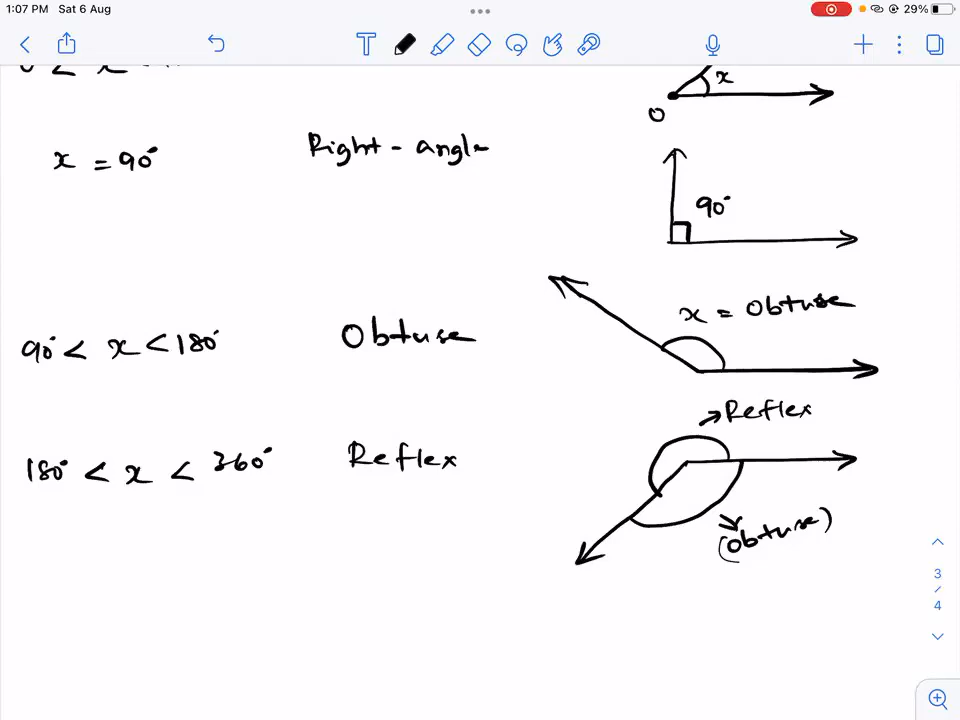 1:07 PM Sat 6 Aug
29%
T
x
O
x = 90° Right - angle
90°
x = Obtuse
90° < x < 180° Obtuse
Reflex
180° < x < 360° Reflex
(Obtuse)
3
/
4